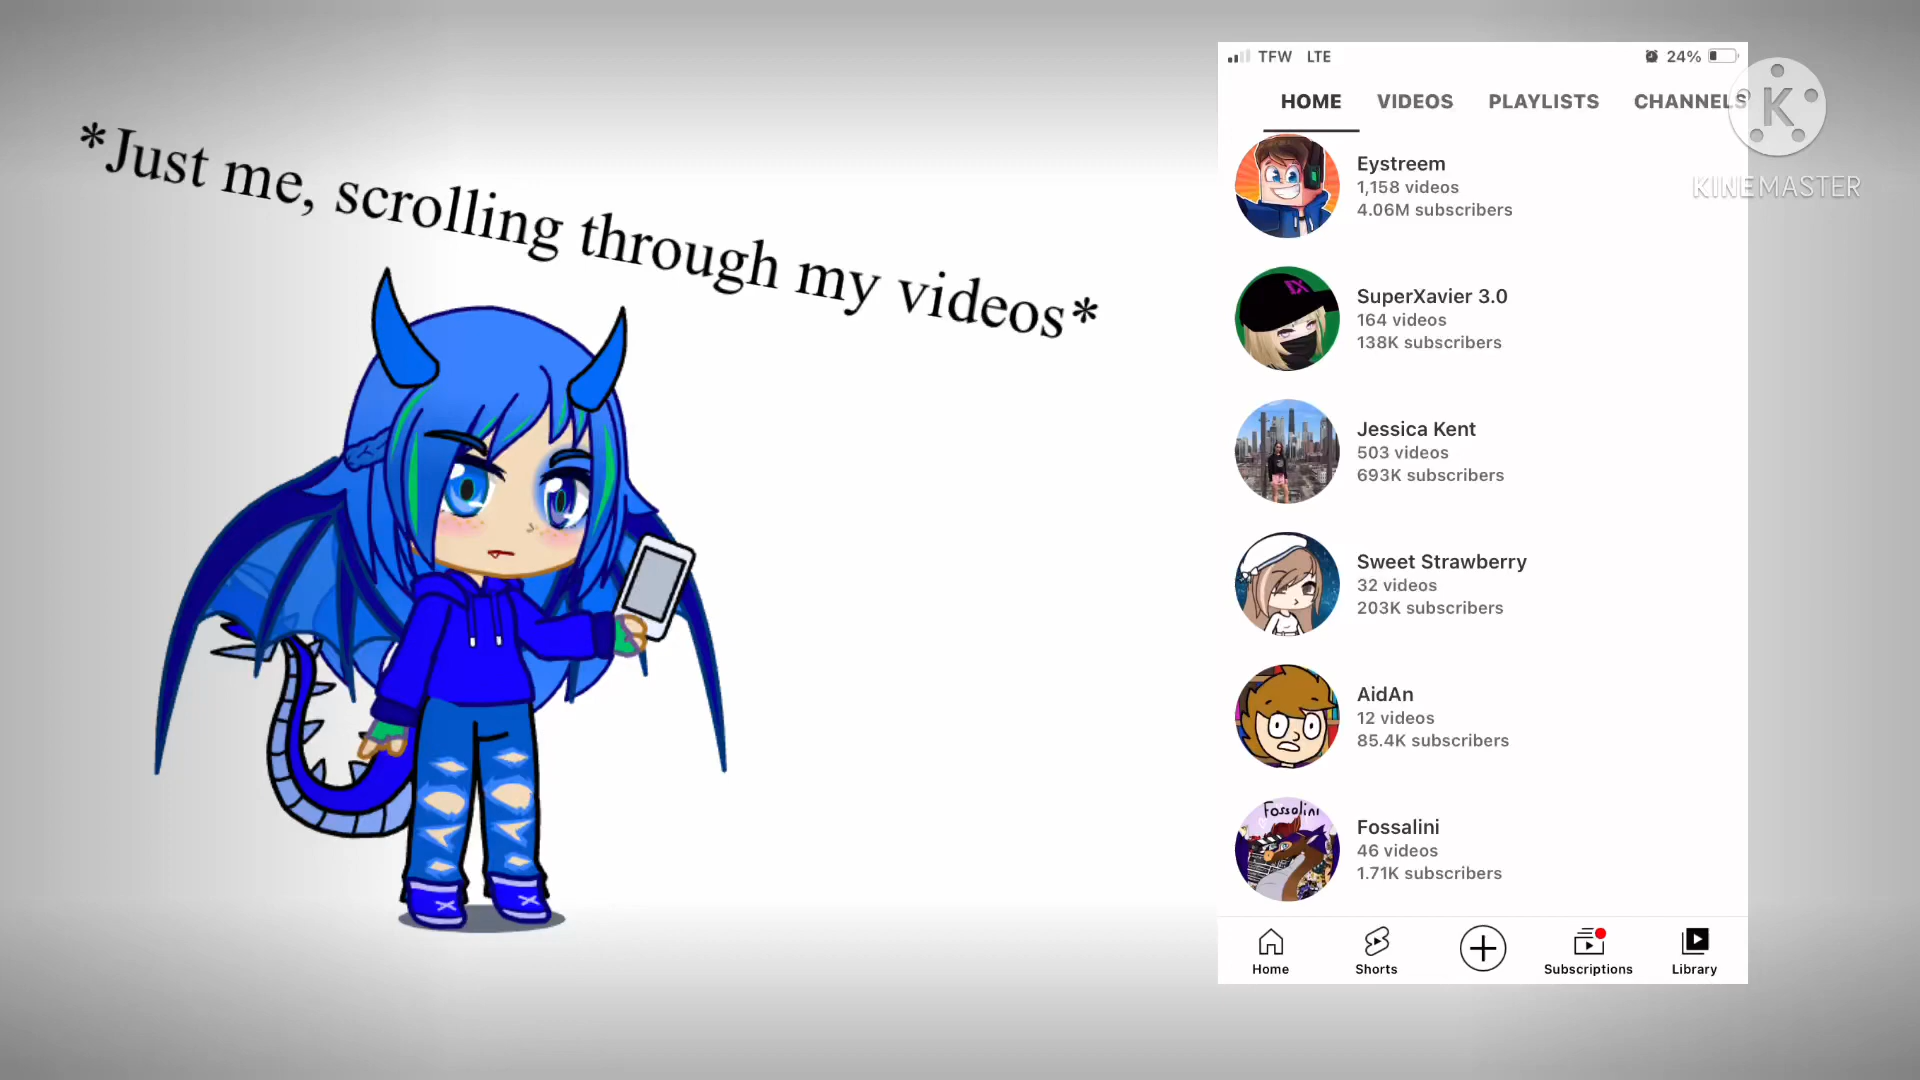 *Just me, scrolling through my videos*
TFW LTE 24%
HOME VIDEOS PLAYLISTS CHANNELS
K
KINEMASTER
Eystreem
1,158 videos
4.06M subscribers
SuperXavier 3.0
164 videos
138K subscribers
Jessica Kent
503 videos
693K subscribers
Sweet Strawberry
32 videos
203K subscribers
AidAn
12 videos
85.4K subscribers
Fossalini
Fossalini
46 videos
1.71K subscribers
Home Shorts Subscriptions Library